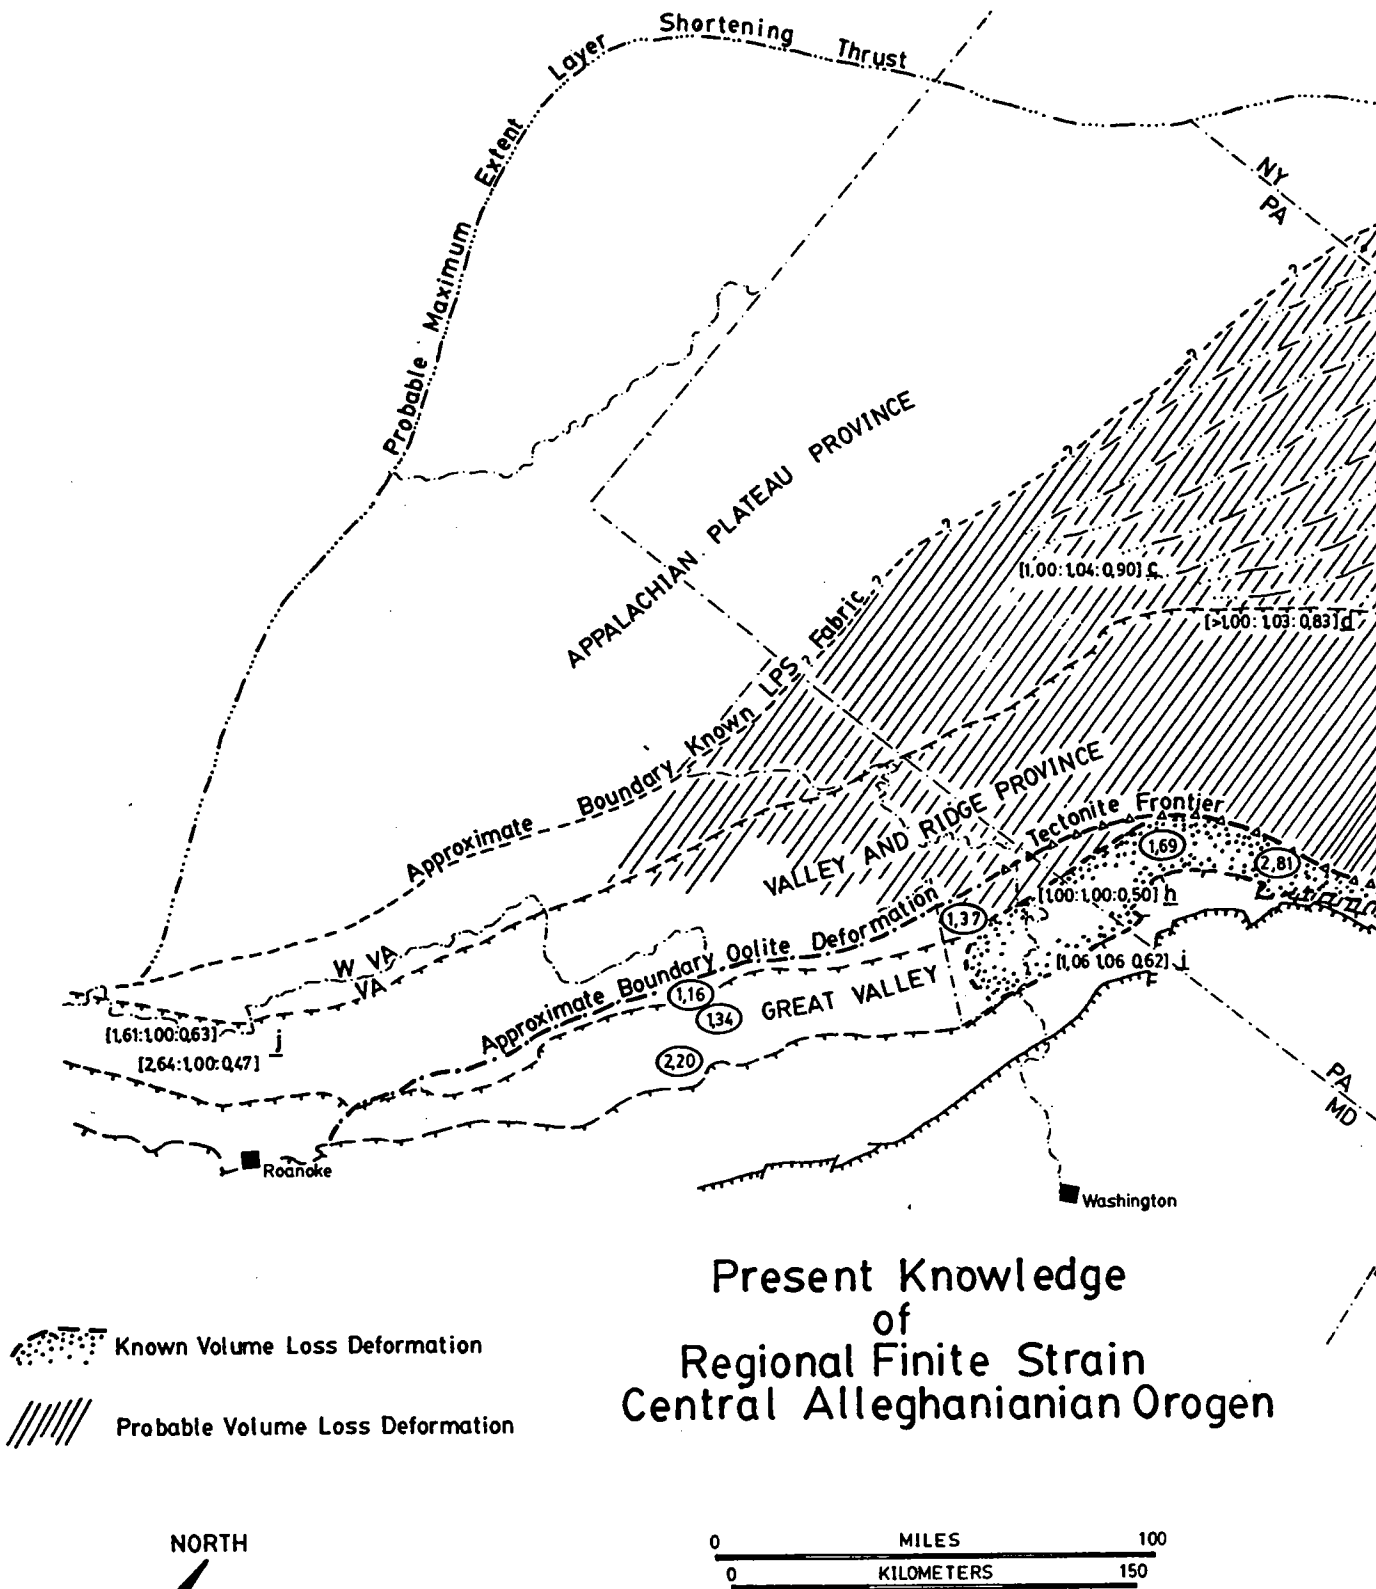 Probable Maximum Extent Layer Shortening Thrust
NY
PA
APPALACHIAN PLATEAU PROVINCE
[1,00:1,04:0,90] c
[>1,00: 1,03: 0,83] d
Approximate Boundary Known LPS Fabric
? ? ? ? ? ? ?
VALLEY AND RIDGE PROVINCE
Tectonite Frontier
1,69
2,81
[1,00:1,00:0,50] h
1,37
[1,06 1,06 0,62] i
W VA
VA
Approximate Boundary Oolite Deformation
1,16
1,34
GREAT VALLEY
[1,61:1,00:0,63]
[2,64:1,00:0,47] j
2,20
PA
MD
Roanoke
Washington
Present Knowledge
of
Regional Finite Strain
Central Alleghanianian Orogen
Known Volume Loss Deformation
Probable Volume Loss Deformation
NORTH
0 MILES 100
0 KILOMETERS 150